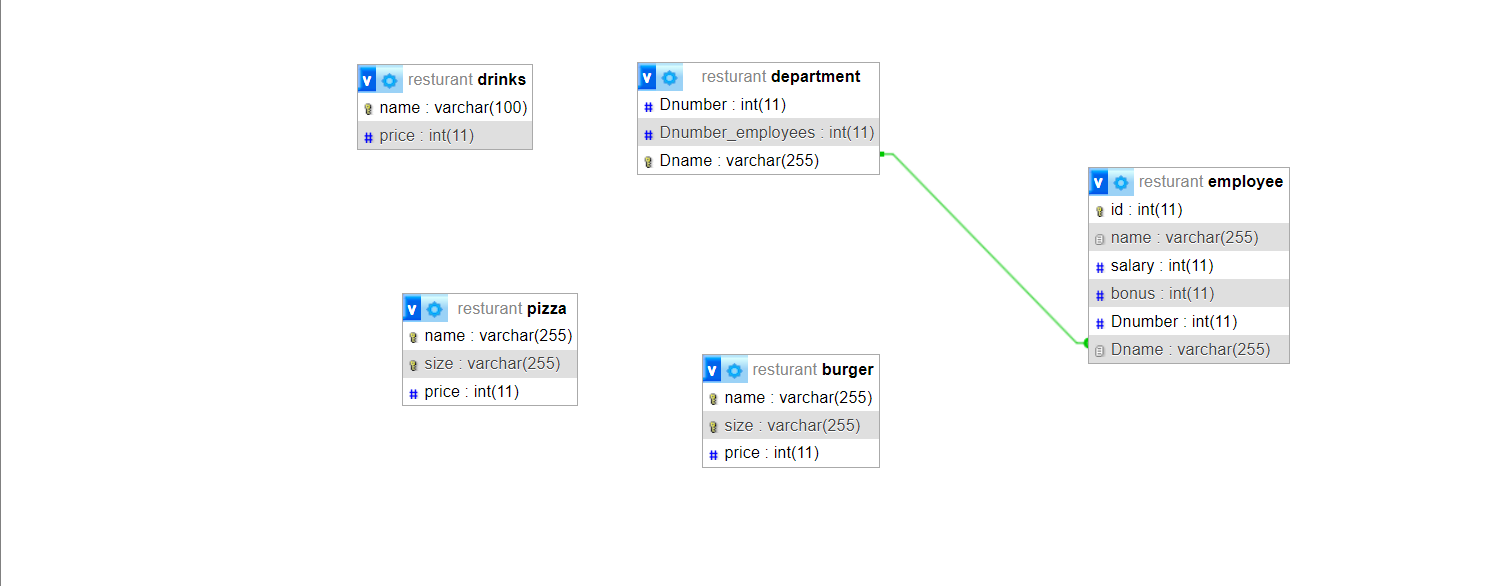 resturant drinks
name : varchar(100)
price : int(11)
resturant department
Dnumber : int(11)
Dnumber_employees : int(11)
Dname : varchar(255)
resturant employee
id : int(11)
name : varchar(255)
salary : int(11)
bonus : int(11)
Dnumber : int(11)
Dname : varchar(255)
resturant pizza
name : varchar(255)
size : varchar(255)
price : int(11)
resturant burger
name : varchar(255)
size : varchar(255)
price : int(11)